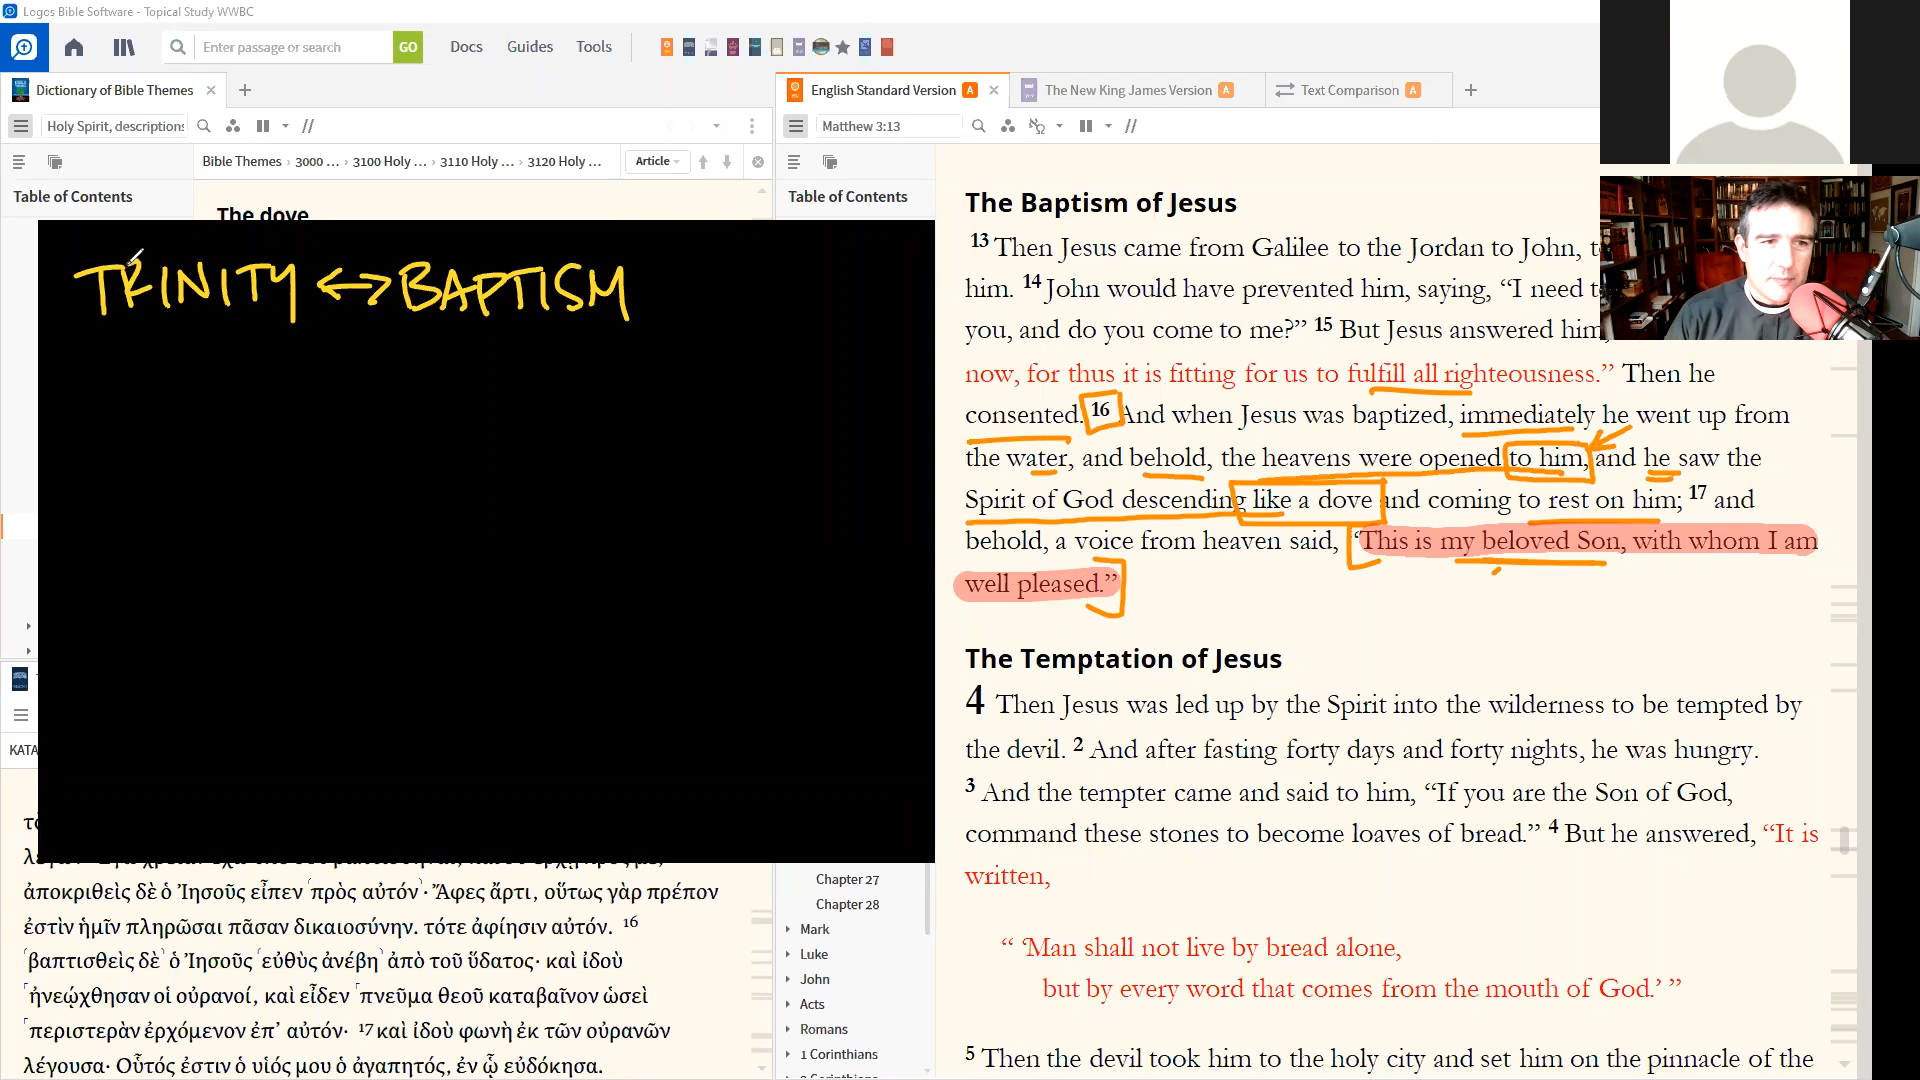 Logos Bible Software - Topical Study WWBC
Enter passage or search
GO
Docs
Guides
Tools
Dictionary of Bible Themes
English Standard Version A
The New King James Version A
Text Comparison A
Holy Spirit, descriptions
Matthew 3:13
Bible Themes › 3000 ... › 3100 Holy ... › 3110 Holy ... › 3120 Holy ...
Article
Table of Contents
The dove
TRINITY ↔ BAPTISM
KATA
ἀποκριθεὶς δὲ ὁ Ἰησοῦς εἶπεν ⸂πρὸς αὐτόν⸃· Ἄφες ἄρτι, οὕτως γὰρ πρέπον
ἐστὶν ἡμῖν πληρῶσαι πᾶσαν δικαιοσύνην. τότε ἀφίησιν αὐτόν. 16
⸂βαπτισθεὶς δὲ⸃ ὁ Ἰησοῦς ⸂εὐθὺς ἀνέβη⸃ ἀπὸ τοῦ ὕδατος· καὶ ἰδοὺ
⸀ἠνεῴχθησαν οἱ οὐρανοί, καὶ εἶδεν ⸀πνεῦμα θεοῦ καταβαῖνον ὡσεὶ
⸀περιστερὰν ἐρχόμενον ἐπ’ αὐτόν· 17 καὶ ἰδοὺ φωνὴ ἐκ τῶν οὐρανῶν
λέγουσα· Οὗτός ἐστιν ὁ υἱός μου ὁ ἀγαπητός, ἐν ᾧ εὐδόκησα.
Table of Contents
Chapter 27
Chapter 28
Mark
Luke
John
Acts
Romans
1 Corinthians
The Baptism of Jesus
13 Then Jesus came from Galilee to the Jordan to John,
him. 14 John would have prevented him, saying, “I need
you, and do you come to me?” 15 But Jesus answered him,
now, for thus it is fitting for us to fulfill all righteousness.” Then he
consented. 16 And when Jesus was baptized, immediately he went up from
the water, and behold, the heavens were opened to him, and he saw the
Spirit of God descending like a dove and coming to rest on him; 17 and
behold, a voice from heaven said, “This is my beloved Son, with whom I am
well pleased.”
The Temptation of Jesus
4 Then Jesus was led up by the Spirit into the wilderness to be tempted by
the devil. 2 And after fasting forty days and forty nights, he was hungry.
3 And the tempter came and said to him, “If you are the Son of God,
command these stones to become loaves of bread.” 4 But he answered, “It is
written,
“ ‘Man shall not live by bread alone,
but by every word that comes from the mouth of God.’ ”
5 Then the devil took him to the holy city and set him on the pinnacle of the